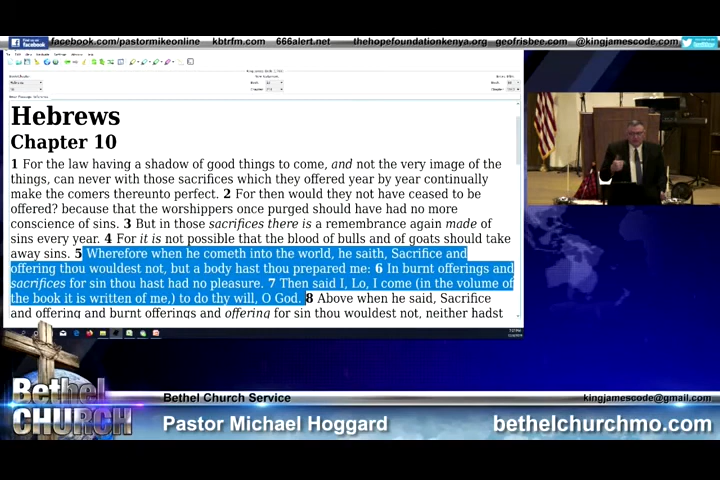 Find us on
facebook
facebook.com/pastormikeonline kbtrfm.com 666alert.net thehopefoundationkenya.org geofrisbee.com @kingjamescode.com twitter
Hebrews
Chapter 10
1 For the law having a shadow of good things to come, and not the very image of the
things, can never with those sacrifices which they offered year by year continually
make the comers thereunto perfect. 2 For then would they not have ceased to be
offered? because that the worshippers once purged should have had no more
conscience of sins. 3 But in those sacrifices there is a remembrance again made of
sins every year. 4 For it is not possible that the blood of bulls and of goats should take
away sins. 5 Wherefore when he cometh into the world, he saith, Sacrifice and
offering thou wouldest not, but a body hast thou prepared me: 6 In burnt offerings and
sacrifices for sin thou hast had no pleasure. 7 Then said I, Lo, I come (in the volume of
the book it is written of me,) to do thy will, O God. 8 Above when he said, Sacrifice
and offering and burnt offerings and offering for sin thou wouldest not, neither hadst
Bethel
CHURCH
Bethel Church Service kingjamescode@gmail.com
Pastor Michael Hoggard bethelchurchmo.com